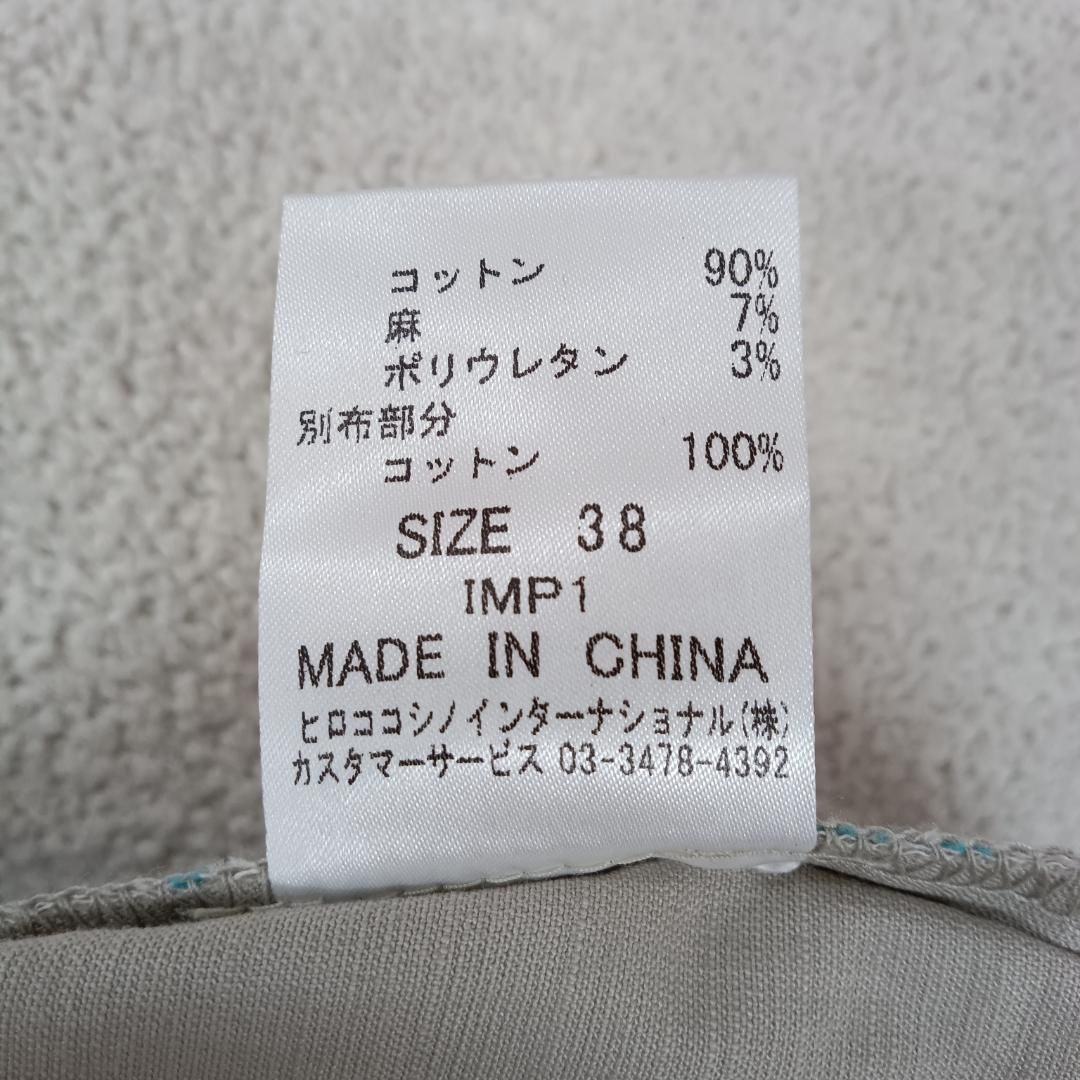 コットン 90%
麻 7%
ポリウレタン 3%
別布部分
コットン 100%
SIZE 38
IMP1
MADE IN CHINA
ヒロココシノインターナショナル(株)
カスタマーサービス 03-3478-4392